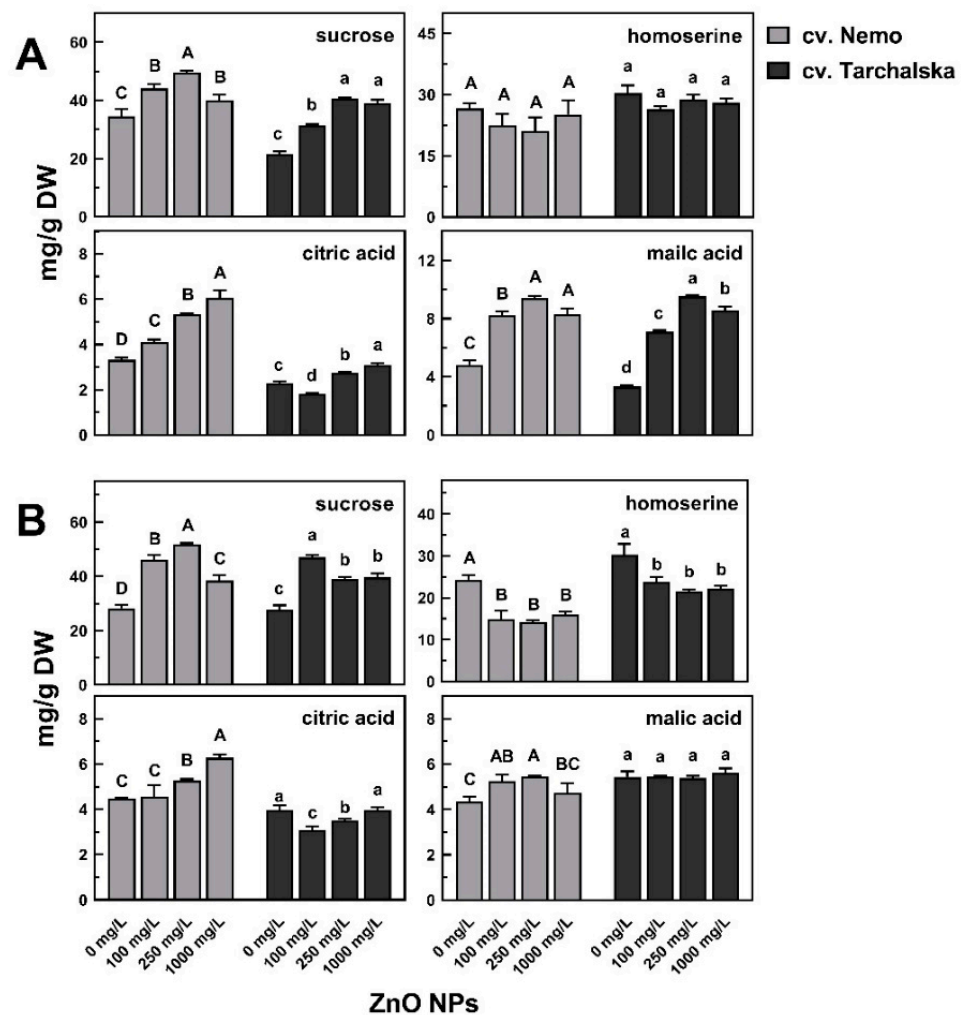 A
sucrose
60
40
20
0
C B A B
c b a a
homoserine
45
30
15
0
A A A A
a a a a
cv. Nemo
cv. Tarchalska
mg/g DW
citric acid
8
6
4
2
0
D C B A
c d b a
mailc acid
12
8
4
0
C B A A
d c a b
B
sucrose
60
40
20
0
D B A C
c a b b
homoserine
40
30
20
10
0
A B B B
a b b b
mg/g DW
citric acid
8
6
4
2
0
C C B A
a c b a
malic acid
8
6
4
2
0
C AB A BC
a a a a
0 mg/L 100 mg/L 250 mg/L 1000 mg/L 0 mg/L 100 mg/L 250 mg/L 1000 mg/L
0 mg/L 100 mg/L 250 mg/L 1000 mg/L 0 mg/L 100 mg/L 250 mg/L 1000 mg/L
ZnO NPs